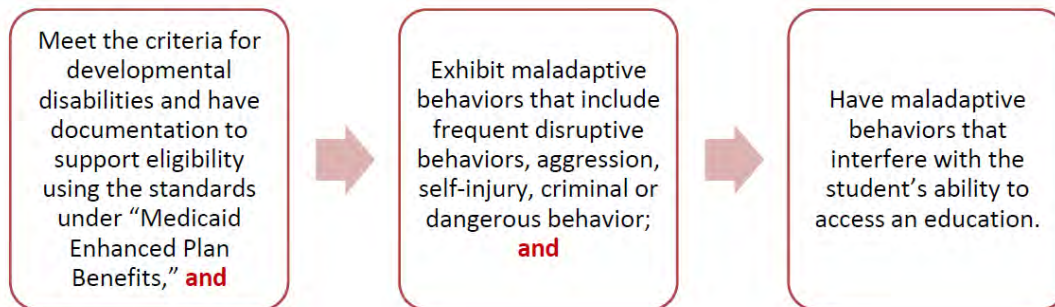 Meet the criteria for
developmental
disabilities and have
documentation to
support eligibility
using the standards
under “Medicaid
Enhanced Plan
Benefits,” and
Exhibit maladaptive
behaviors that include
frequent disruptive
behaviors, aggression,
self-injury, criminal or
dangerous behavior;
and
Have maladaptive
behaviors that
interfere with the
student’s ability to
access an education.